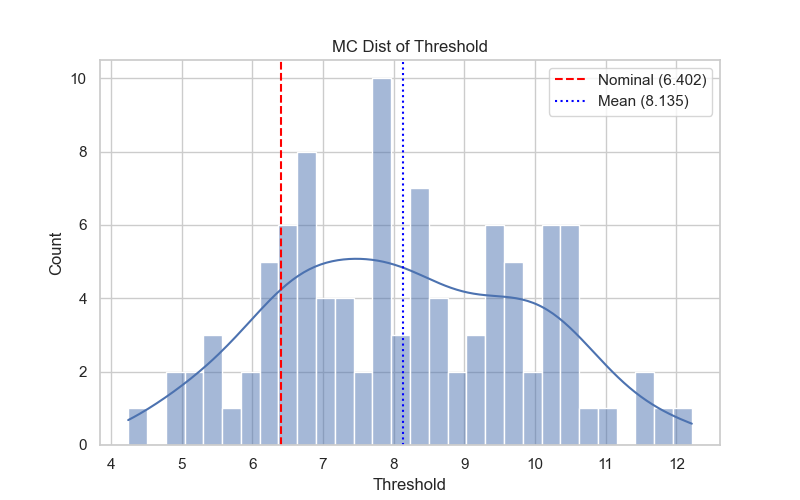 MC Dist of Threshold
Nominal (6.402)
Mean (8.135)
Count
10
8
6
4
2
0
4 5 6 7 8 9 10 11 12
Threshold